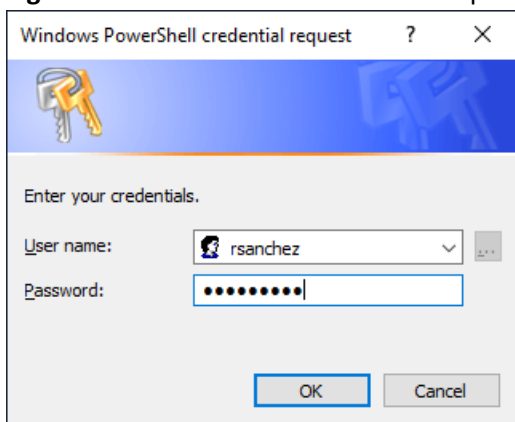 Windows PowerShell credential request ? X
Enter your credentials.
User name: rsanchez ...
Password: ●●●●●●●●●
OK Cancel